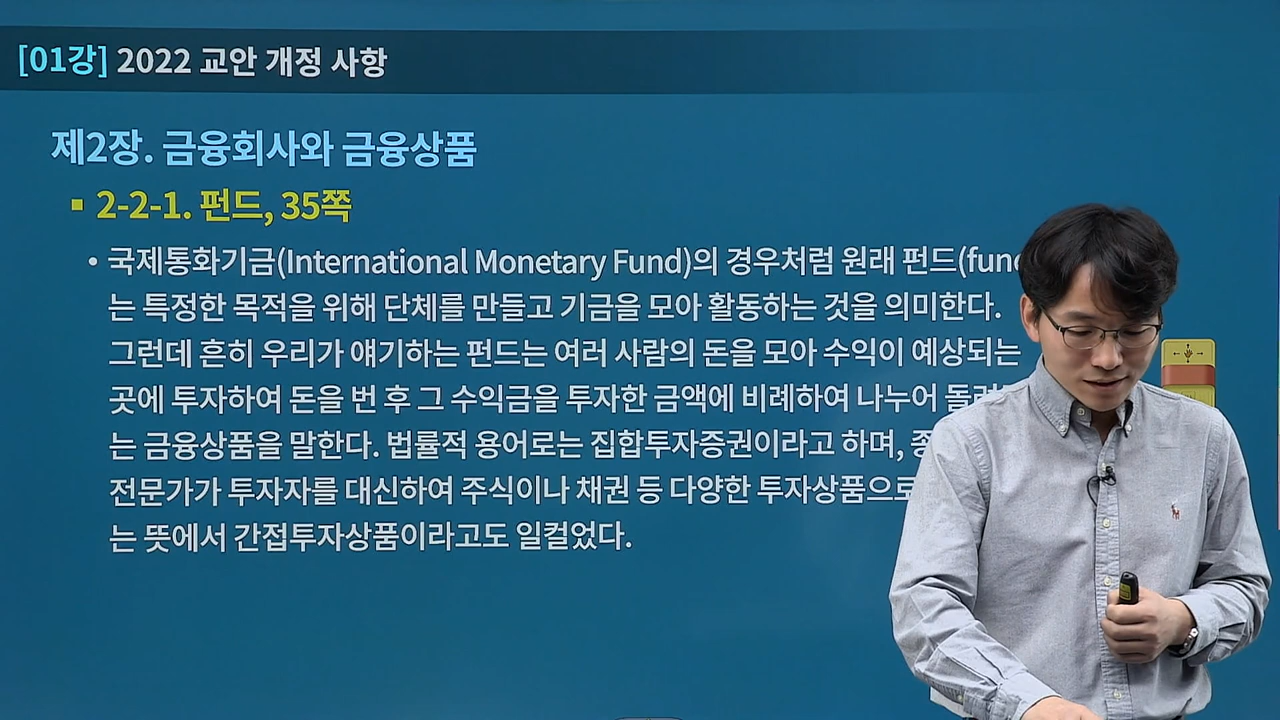 [01강] 2022 교안 개정 사항
제2장. 금융회사와 금융상품
▪ 2-2-1. 펀드, 35쪽
• 국제통화기금(International Monetary Fund)의 경우처럼 원래 펀드(fun
는 특정한 목적을 위해 단체를 만들고 기금을 모아 활동하는 것을 의미한다.
그런데 흔히 우리가 얘기하는 펀드는 여러 사람의 돈을 모아 수익이 예상되는
곳에 투자하여 돈을 번 후 그 수익금을 투자한 금액에 비례하여 나누어
는 금융상품을 말한다. 법률적 용어로는 집합투자증권이라고 하며,
전문가가 투자자를 대신하여 주식이나 채권 등 다양한 투자상품으로
는 뜻에서 간접투자상품이라고도 일컬었다.